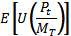 E [U (P_t / M_T)]